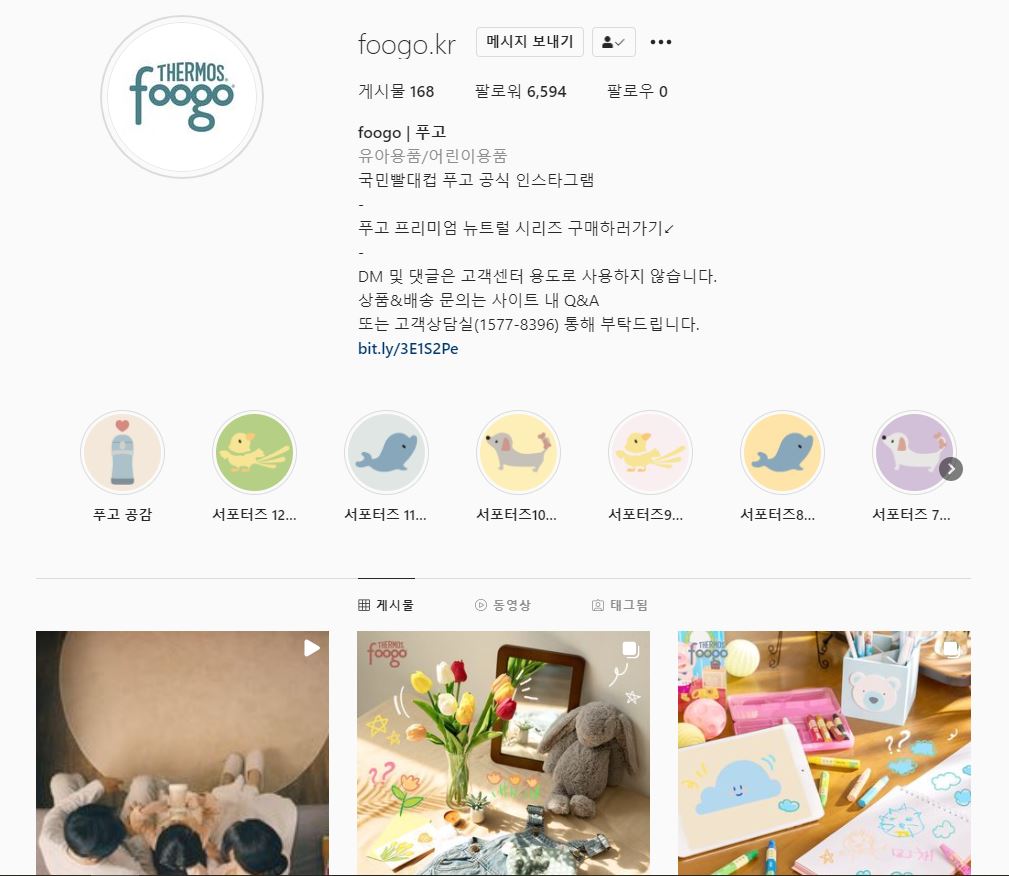 THERMOS
foogo
foogo.kr
메시지 보내기
게시물 168
팔로워 6,594
팔로우 0
foogo | 푸고
유아용품/어린이용품
국민빨대컵 푸고 공식 인스타그램
-
푸고 프리미엄 뉴트럴 시리즈 구매하러가기↙
-
DM 및 댓글은 고객센터 용도로 사용하지 않습니다.
상품&배송 문의는 사이트 내 Q&A
또는 고객상담실(1577-8396) 통해 부탁드립니다.
bit.ly/3E1S2Pe
푸고 공감
서포터즈 12...
서포터즈 11...
서포터즈10...
서포터즈9...
서포터즈8...
서포터즈 7...
게시물
동영상
태그됨
THERMOS
foogo
??
THERMOS
foogo
??